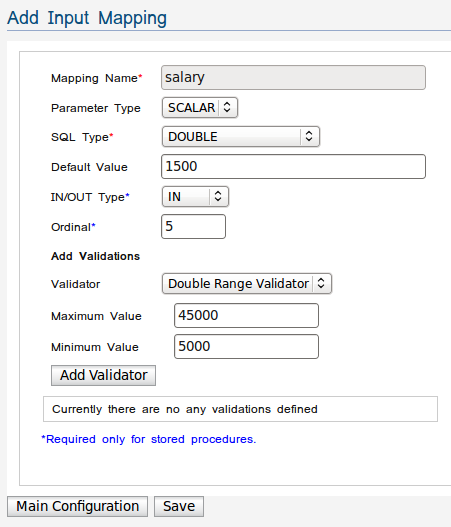 Add Input Mapping
Mapping Name* salary
Parameter Type SCALAR
SQL Type* DOUBLE
Default Value 1500
IN/OUT Type* IN
Ordinal* 5
Add Validations
Validator Double Range Validator
Maximum Value 45000
Minimum Value 5000
Add Validator
Currently there are no any validations defined
*Required only for stored procedures.
Main Configuration Save